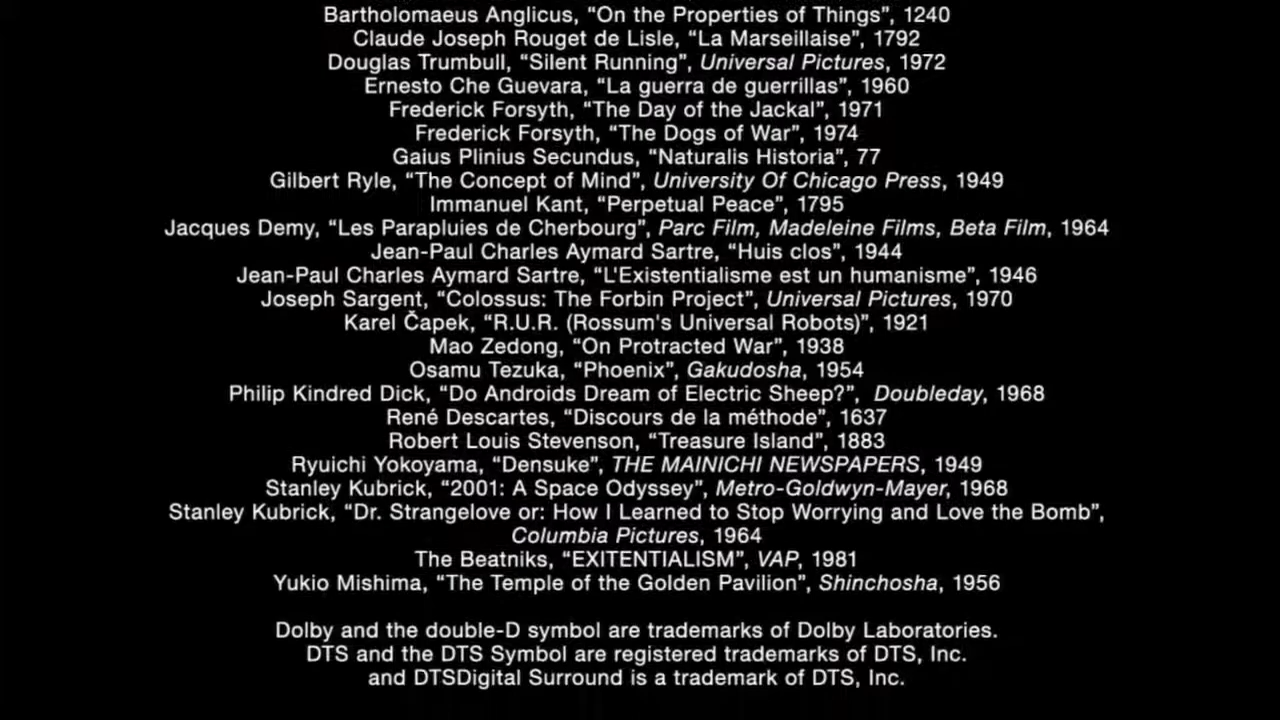 Bartholomaeus Anglicus, “On the Properties of Things”, 1240
Claude Joseph Rouget de Lisle, “La Marseillaise”, 1792
Douglas Trumbull, “Silent Running”, Universal Pictures, 1972
Ernesto Che Guevara, “La guerra de guerrillas”, 1960
Frederick Forsyth, “The Day of the Jackal”, 1971
Frederick Forsyth, “The Dogs of War”, 1974
Gaius Plinius Secundus, “Naturalis Historia”, 77
Gilbert Ryle, “The Concept of Mind”, University Of Chicago Press, 1949
Immanuel Kant, “Perpetual Peace”, 1795
Jacques Demy, “Les Parapluies de Cherbourg”, Parc Film, Madeleine Films, Beta Film, 1964
Jean-Paul Charles Aymard Sartre, “Huis clos”, 1944
Jean-Paul Charles Aymard Sartre, “L'Existentialisme est un humanisme”, 1946
Joseph Sargent, “Colossus: The Forbin Project”, Universal Pictures, 1970
Karel Čapek, “R.U.R. (Rossum's Universal Robots)”, 1921
Mao Zedong, “On Protracted War”, 1938
Osamu Tezuka, “Phoenix”, Gakudosha, 1954
Philip Kindred Dick, “Do Androids Dream of Electric Sheep?”, Doubleday, 1968
René Descartes, “Discours de la méthode”, 1637
Robert Louis Stevenson, “Treasure Island”, 1883
Ryuichi Yokoyama, “Densuke”, THE MAINICHI NEWSPAPERS, 1949
Stanley Kubrick, “2001: A Space Odyssey”, Metro-Goldwyn-Mayer, 1968
Stanley Kubrick, “Dr. Strangelove or: How I Learned to Stop Worrying and Love the Bomb”,
Columbia Pictures, 1964
The Beatniks, “EXITENTIALISM”, VAP, 1981
Yukio Mishima, “The Temple of the Golden Pavilion”, Shinchosha, 1956
Dolby and the double-D symbol are trademarks of Dolby Laboratories.
DTS and the DTS Symbol are registered trademarks of DTS, Inc.
and DTSDigital Surround is a trademark of DTS, Inc.